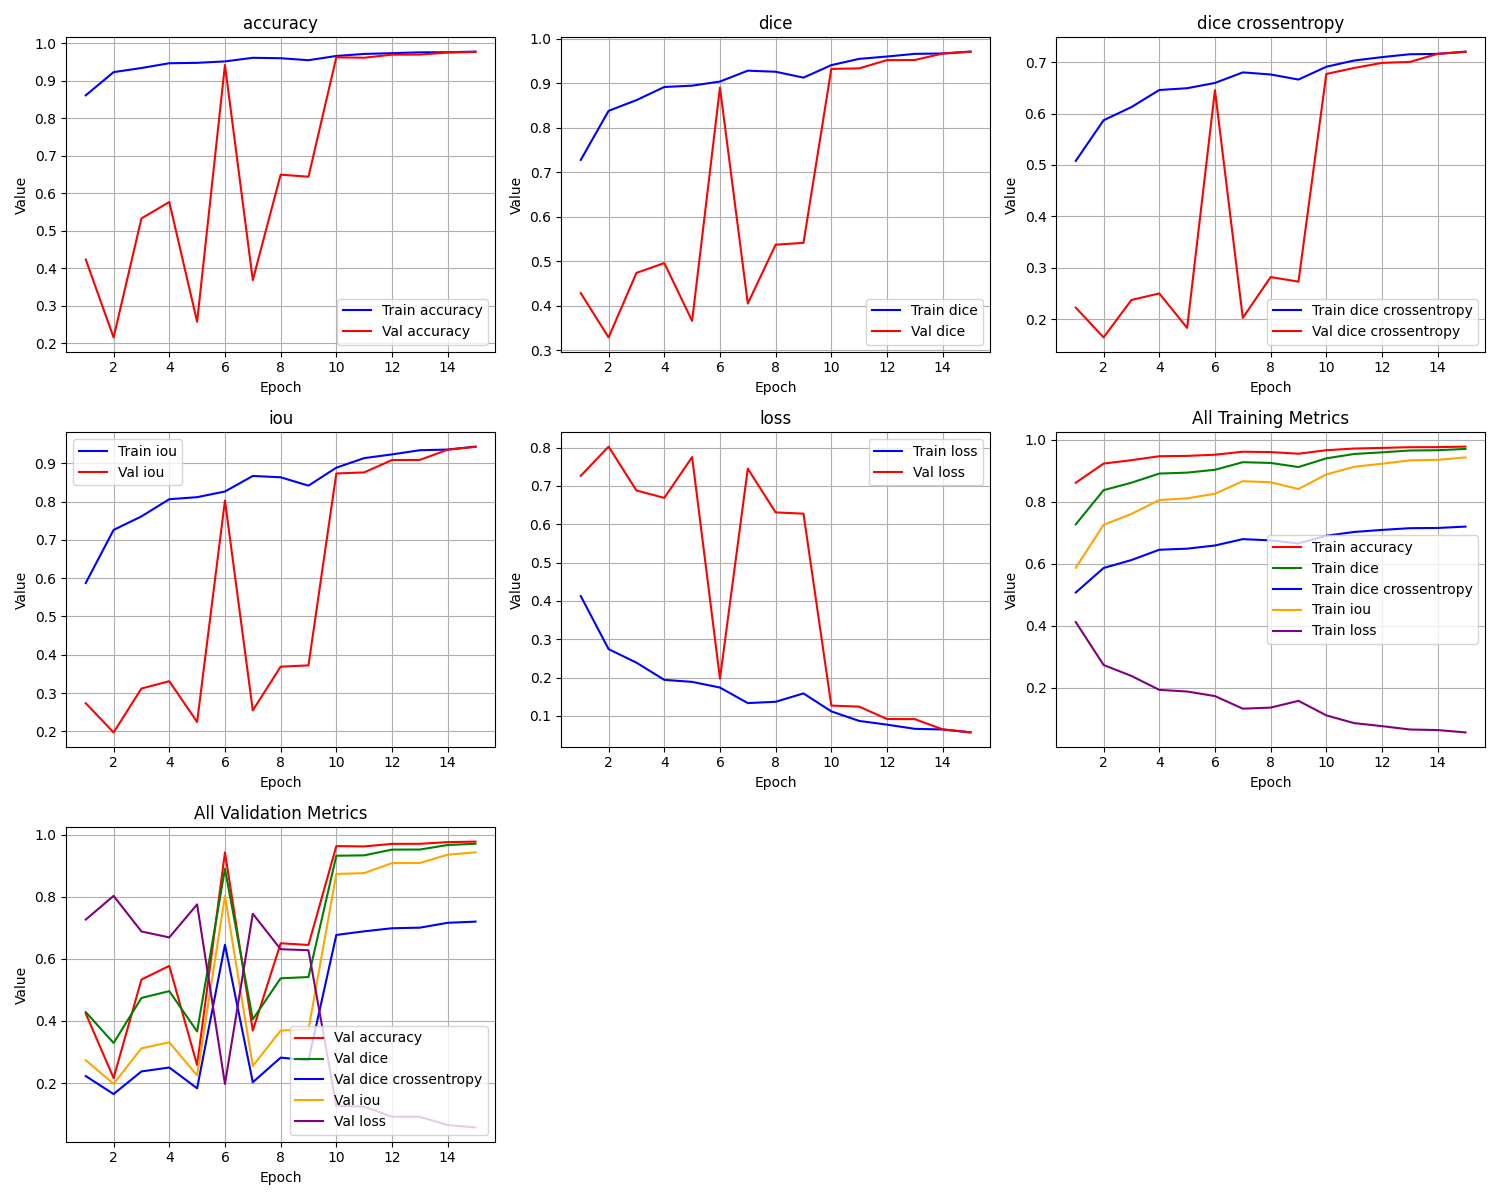 accuracy
1.0
0.9
0.8
0.7
0.6
0.5
0.4
0.3
0.2
Value
Train accuracy
Val accuracy
2 4 6 8 10 12 14
Epoch
dice
1.0
0.9
0.8
0.7
0.6
0.5
0.4
0.3
Value
Train dice
Val dice
2 4 6 8 10 12 14
Epoch
dice crossentropy
0.7
0.6
0.5
0.4
0.3
0.2
Value
Train dice crossentropy
Val dice crossentropy
2 4 6 8 10 12 14
Epoch
iou
Train iou
Val iou
0.9
0.8
0.7
0.6
0.5
0.4
0.3
0.2
Value
2 4 6 8 10 12 14
Epoch
loss
Train loss
Val loss
0.8
0.7
0.6
0.5
0.4
0.3
0.2
0.1
Value
2 4 6 8 10 12 14
Epoch
All Training Metrics
1.0
0.8
0.6
0.4
0.2
Value
Train accuracy
Train dice
Train dice crossentropy
Train iou
Train loss
2 4 6 8 10 12 14
Epoch
All Validation Metrics
1.0
0.8
0.6
0.4
0.2
Value
Val accuracy
Val dice
Val dice crossentropy
Val iou
Val loss
2 4 6 8 10 12 14
Epoch